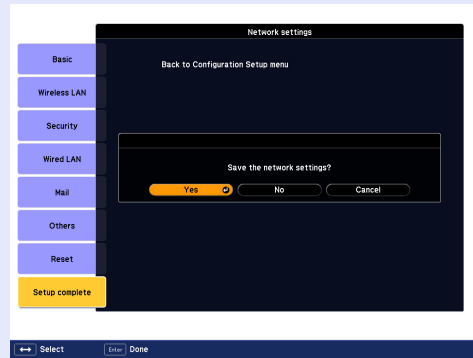 Network settings
Basic
Back to Configuration Setup menu
Wireless LAN
Security
Wired LAN
Save the network settings?
Yes No Cancel
Mail
Others
Reset
Setup complete
Select Enter Done